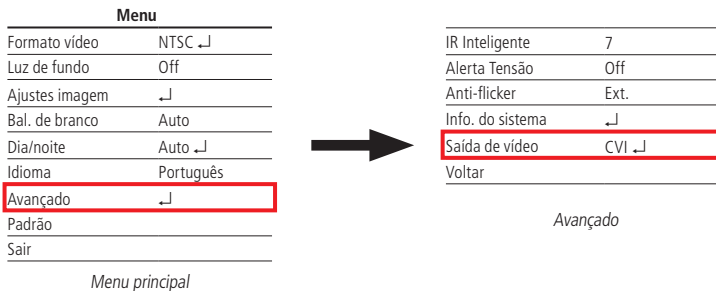 Menu
Formato vídeo NTSC ↵
Luz de fundo Off
Ajustes imagem ↵
Bal. de branco Auto
Dia/noite Auto ↵
Idioma Português
Avançado ↵
Padrão
Sair
Menu principal
IR Inteligente 7
Alerta Tensão Off
Anti-flicker Ext.
Info. do sistema ↵
Saída de vídeo CVI ↵
Voltar
Avançado